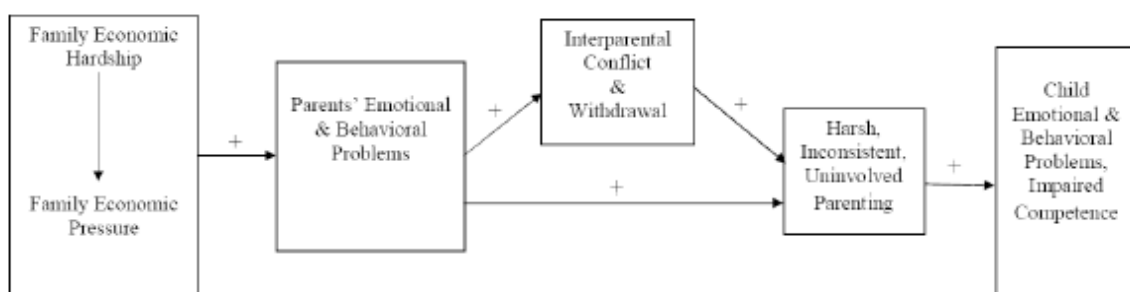 Family Economic
Hardship
Family Economic
Pressure
+
Parents’ Emotional
& Behavioral
Problems
+
+
Interparental
Conflict
&
Withdrawal
+
Harsh,
Inconsistent,
Uninvolved
Parenting
+
Child
Emotional &
Behavioral
Problems,
Impaired
Competence